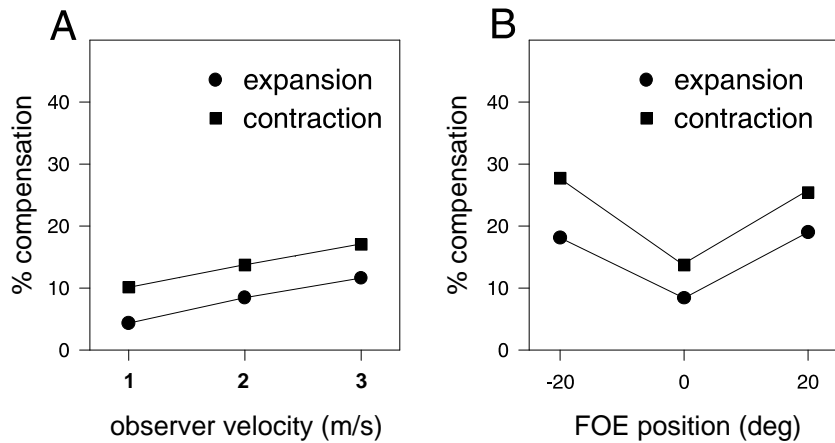 A
% compensation
40
30
20
10
0
expansion
contraction
1 2 3
observer velocity (m/s)
B
% compensation
40
30
20
10
0
expansion
contraction
-20 0 20
FOE position (deg)